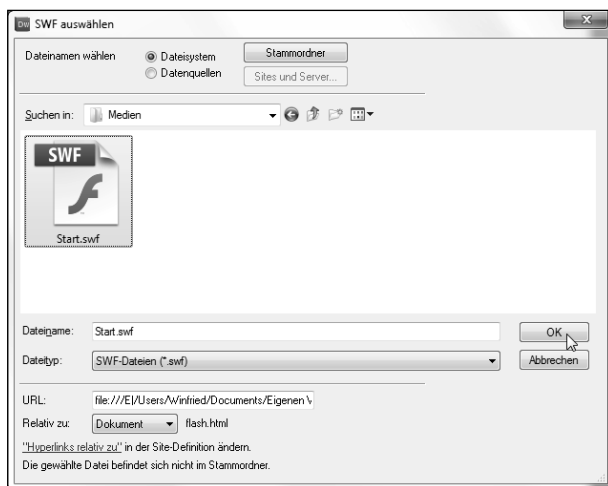 Dw SWF auswählen
Dateinamen wählen Dateisystem Stammordner
Datenquellen Sites und Server...
Suchen in: Medien
SWF
Start.swf
Dateiname: Start.swf OK
Dateityp: SWF-Dateien (*.swf) Abbrechen
URL: file:///E|/Users/Winfried/Documents/Eigenen
Relativ zu: Dokument flash.html
"Hyperlinks relativ zu" in der Site-Definition ändern.
Die gewählte Datei befindet sich nicht im Stammordner.